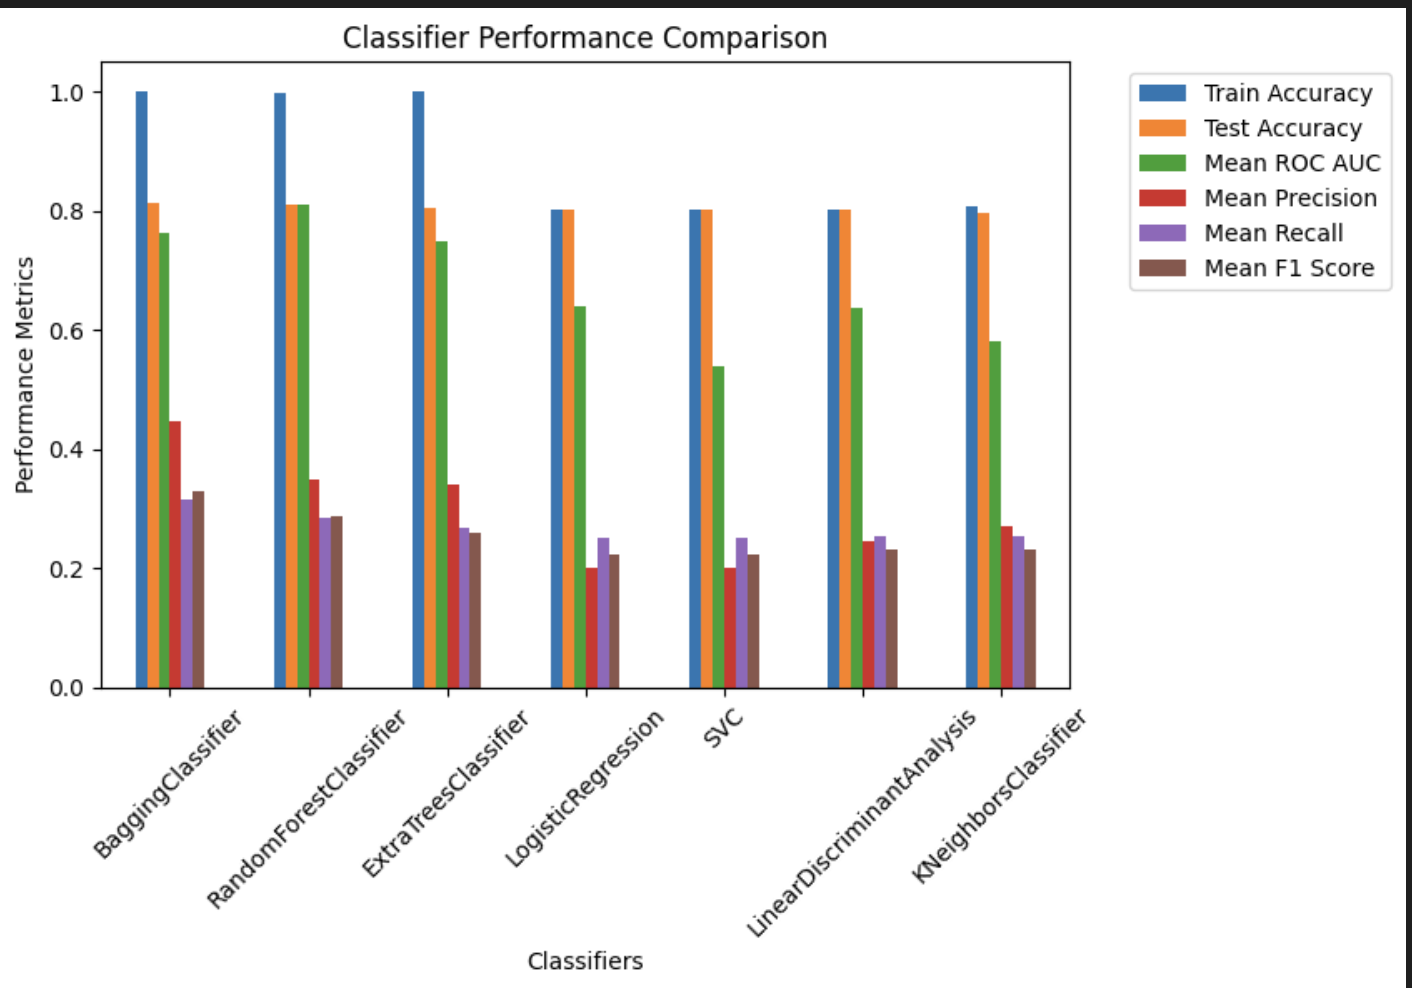 Classifier Performance Comparison
1.0
0.8
0.6
0.4
0.2
0.0
Performance Metrics
BaggingClassifier
RandomForestClassifier
ExtraTreesClassifier
LogisticRegression
SVC
LinearDiscriminantAnalysis
KNeighborsClassifier
Classifiers
Train Accuracy
Test Accuracy
Mean ROC AUC
Mean Precision
Mean Recall
Mean F1 Score